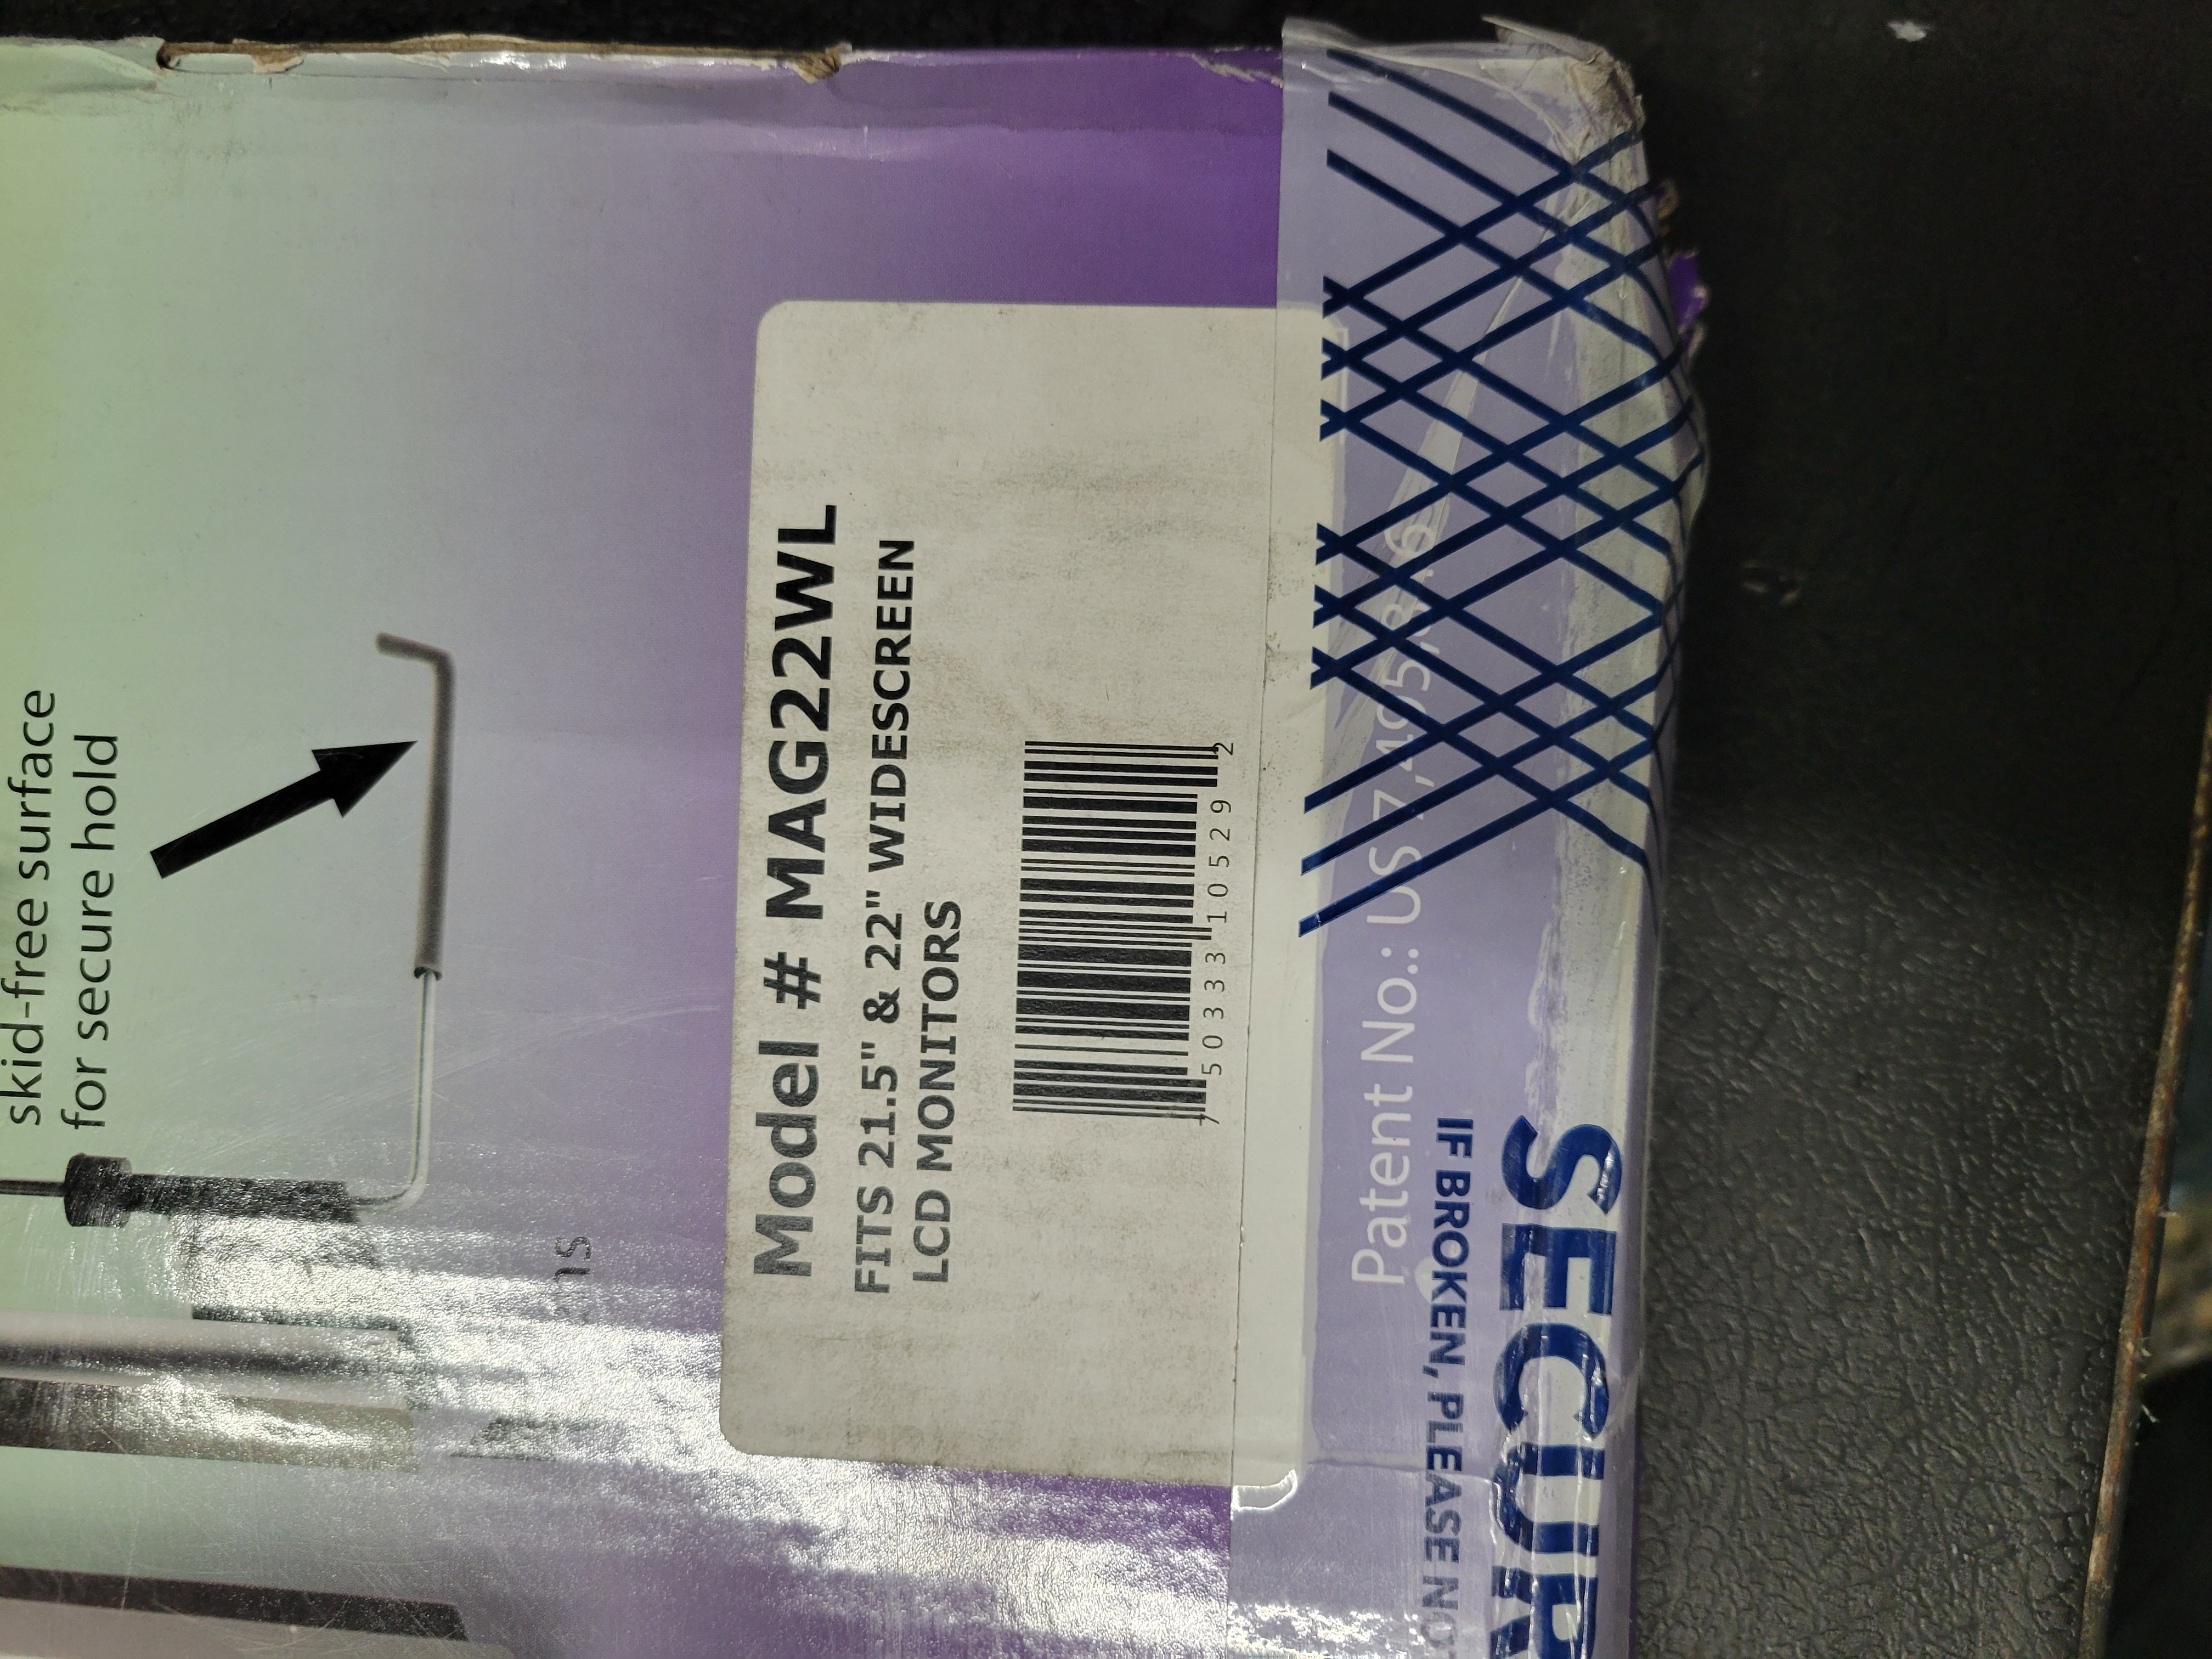 skid-free surface
for secure hold
Model # MAG22WL
FITS 21.5" & 22" WIDESCREEN
LCD MONITORS
7 50333 10529 2
Patent No.: US
IF BROKEN, PLEASE